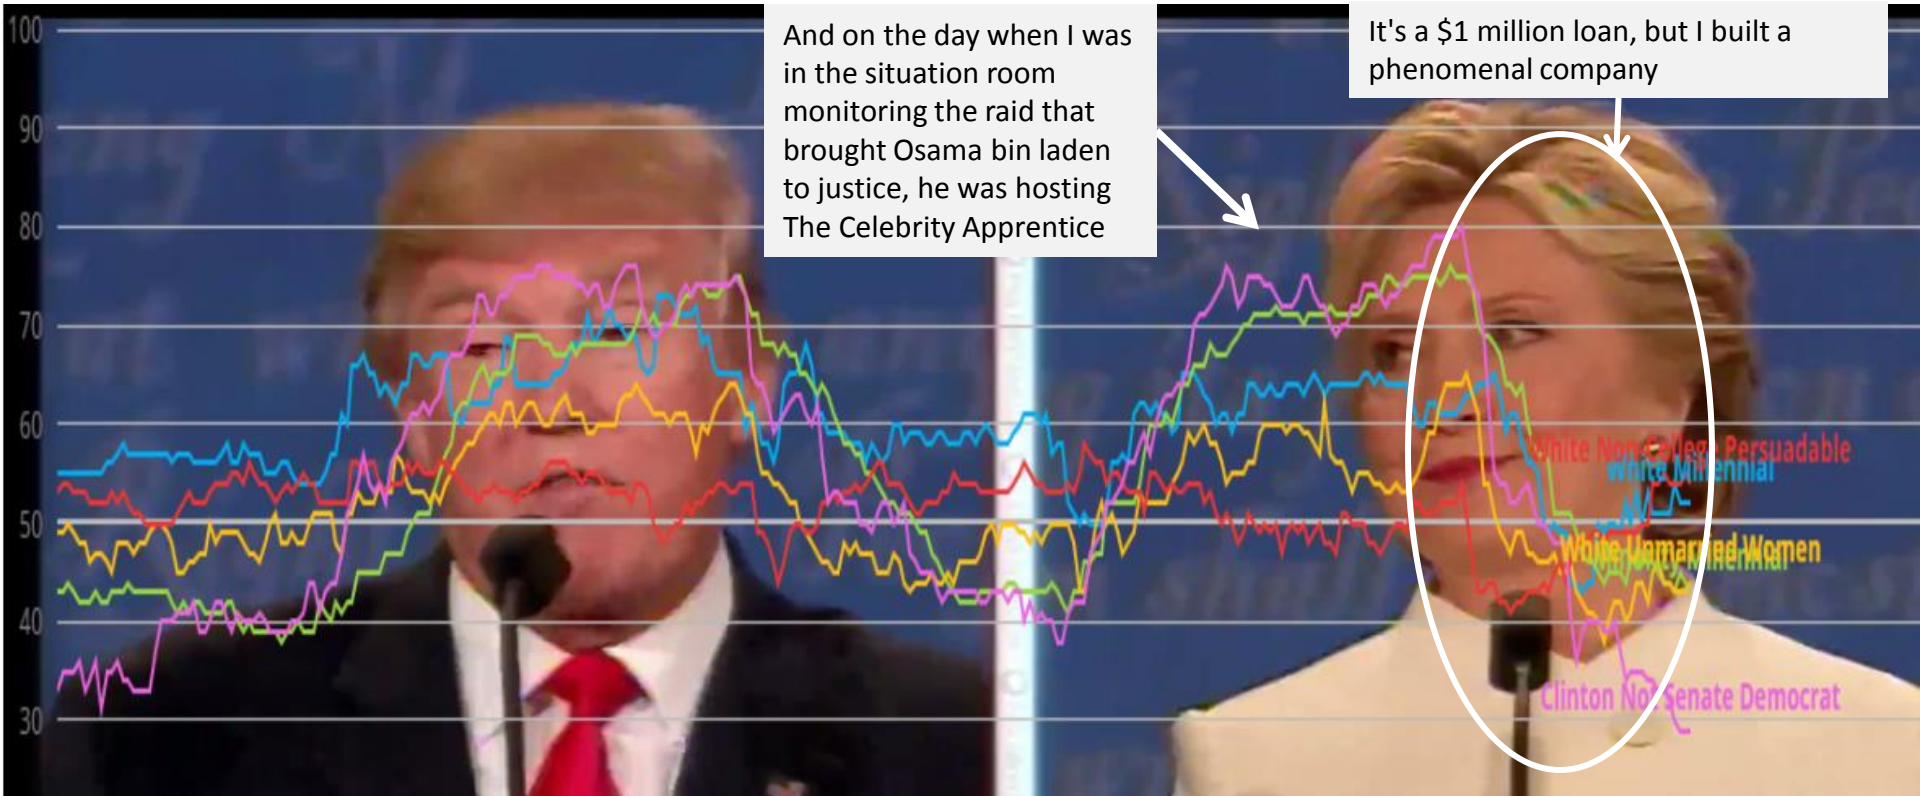 And on the day when I was
in the situation room
monitoring the raid that
brought Osama bin laden
to justice, he was hosting
The Celebrity Apprentice
It's a $1 million loan, but I built a
phenomenal company
100
90
80
70
60
50
40
30
White Non-College Persuadable
White Millennial
White Unmarried Women
Clinton Not Senate Democrat